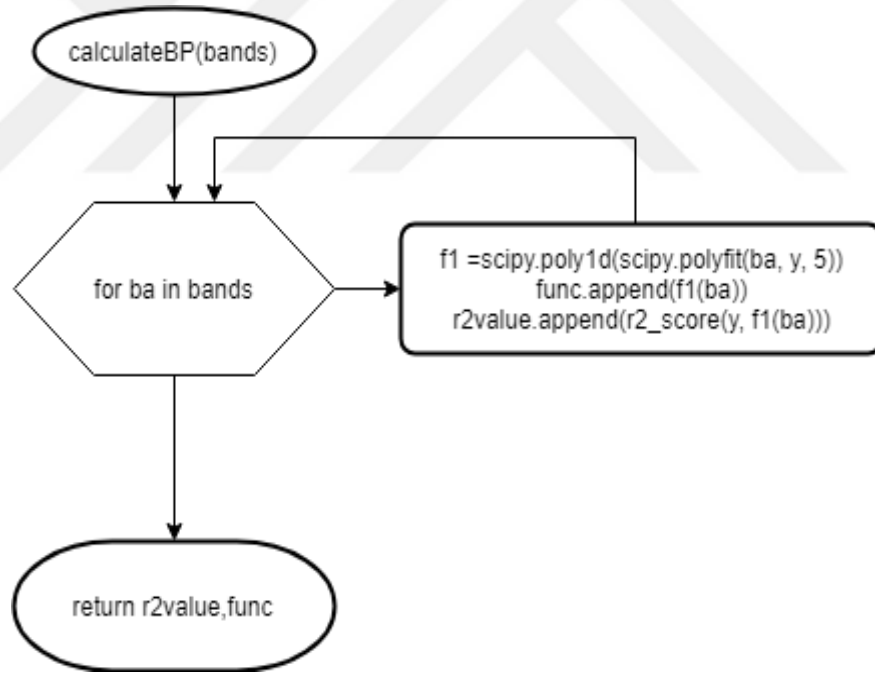 calculateBP(bands)
for ba in bands
f1 =scipy.poly1d(scipy.polyfit(ba, y, 5))
func.append(f1(ba))
r2value.append(r2_score(y, f1(ba)))
return r2value,func